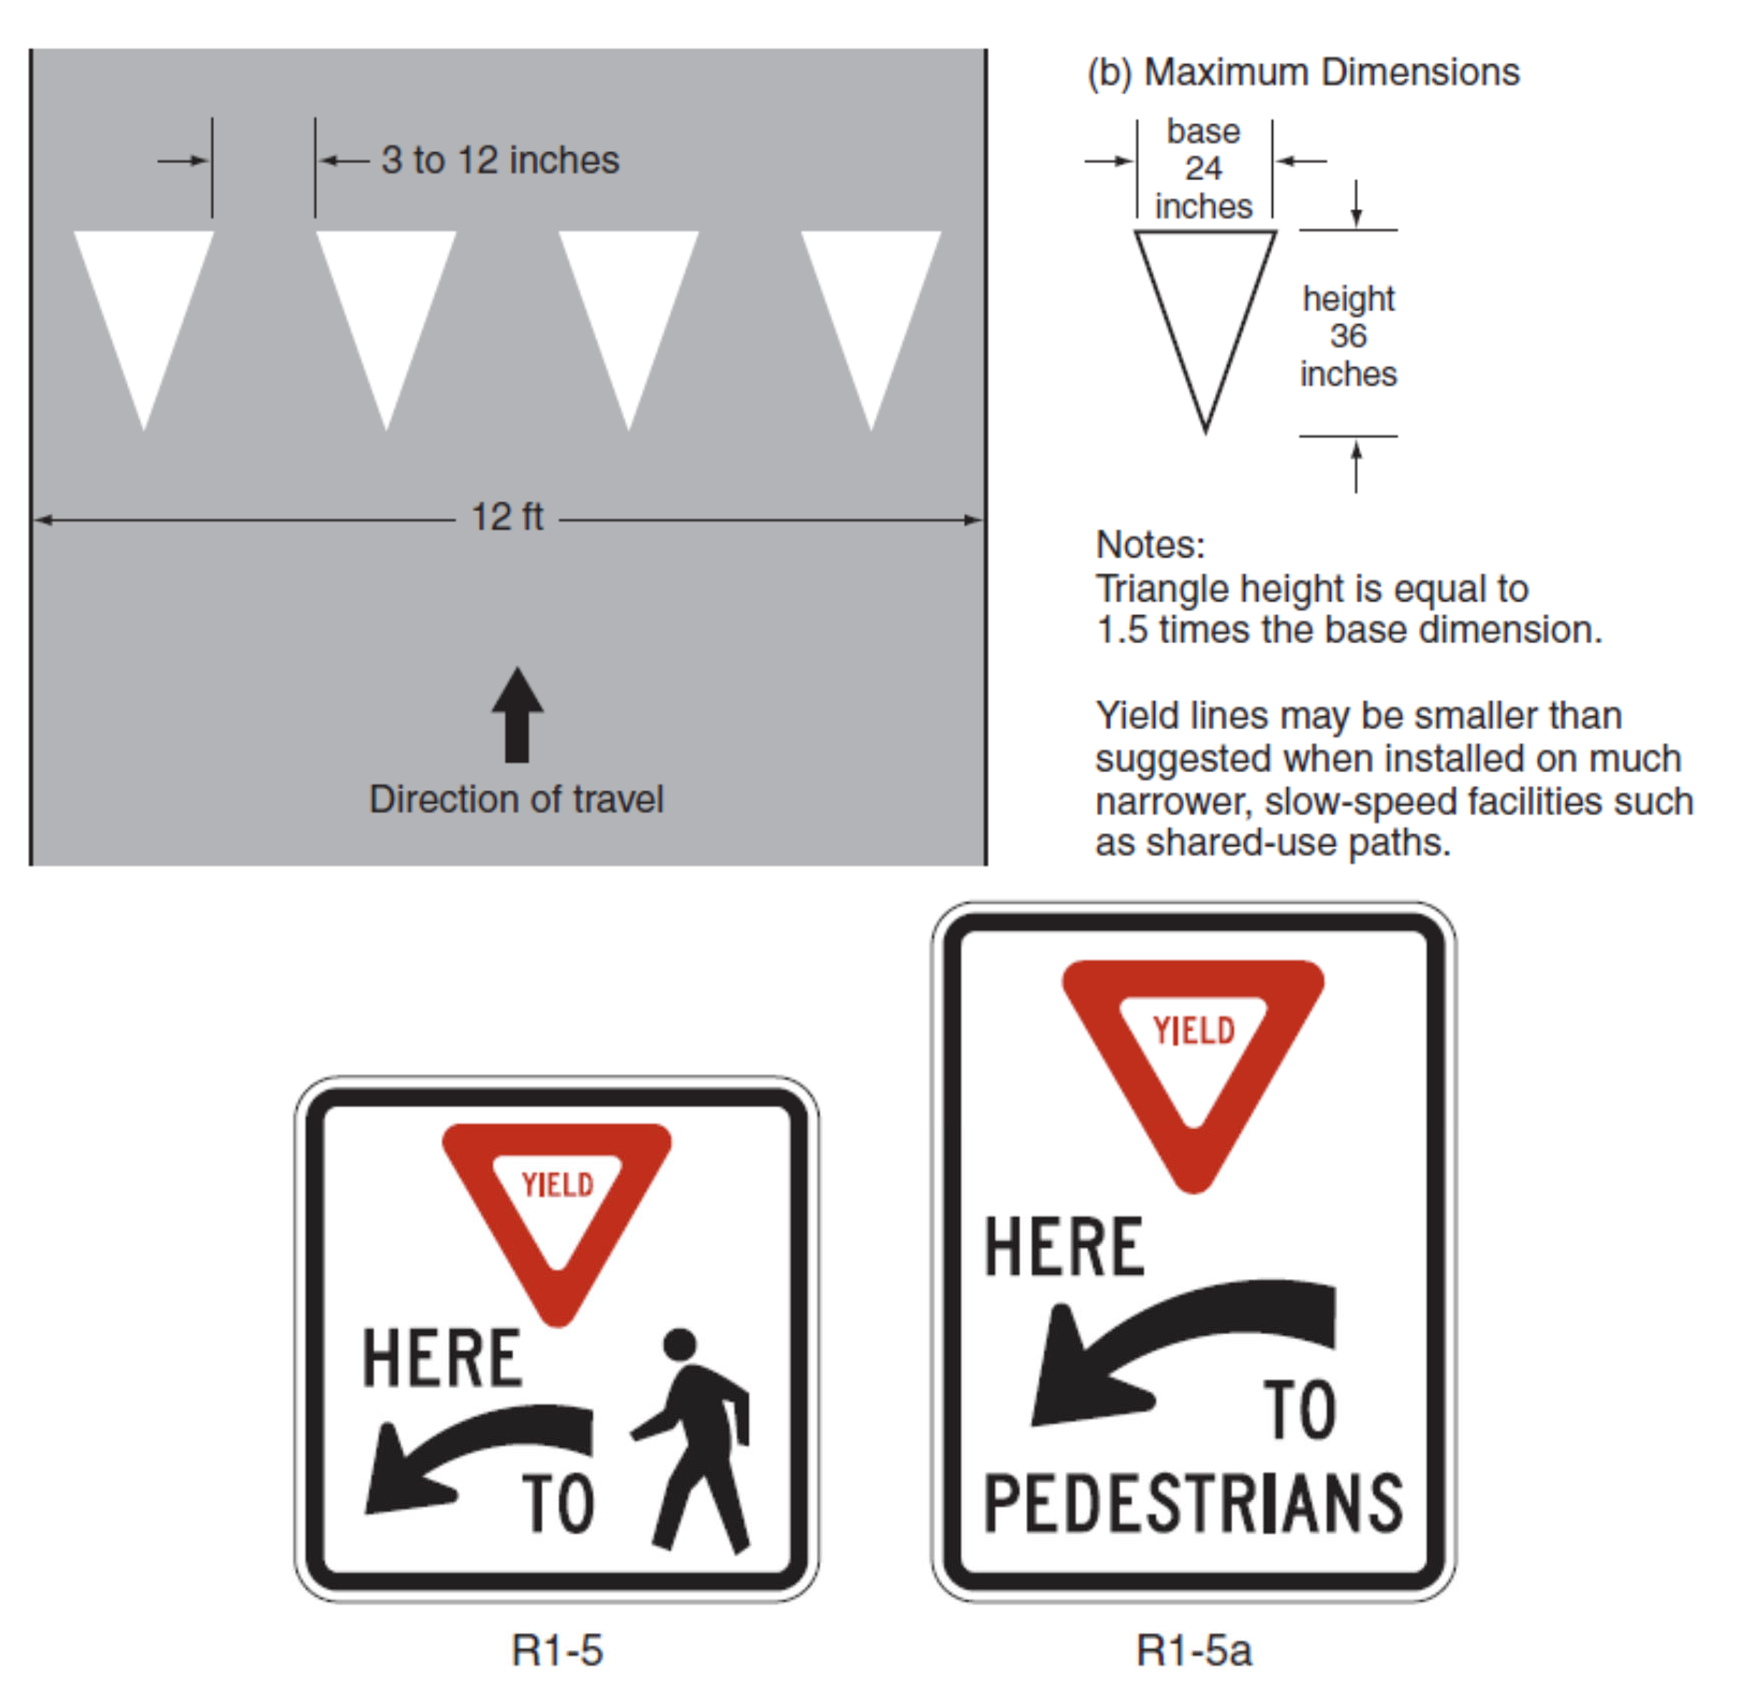 3 to 12 inches
12 ft
Direction of travel
(b) Maximum Dimensions
base
24
inches
height
36
inches
Notes:
Triangle height is equal to
1.5 times the base dimension.
Yield lines may be smaller than
suggested when installed on much
narrower, slow-speed facilities such
as shared-use paths.
YIELD
HERE
TO
R1-5
YIELD
HERE
TO
PEDESTRIANS
R1-5a